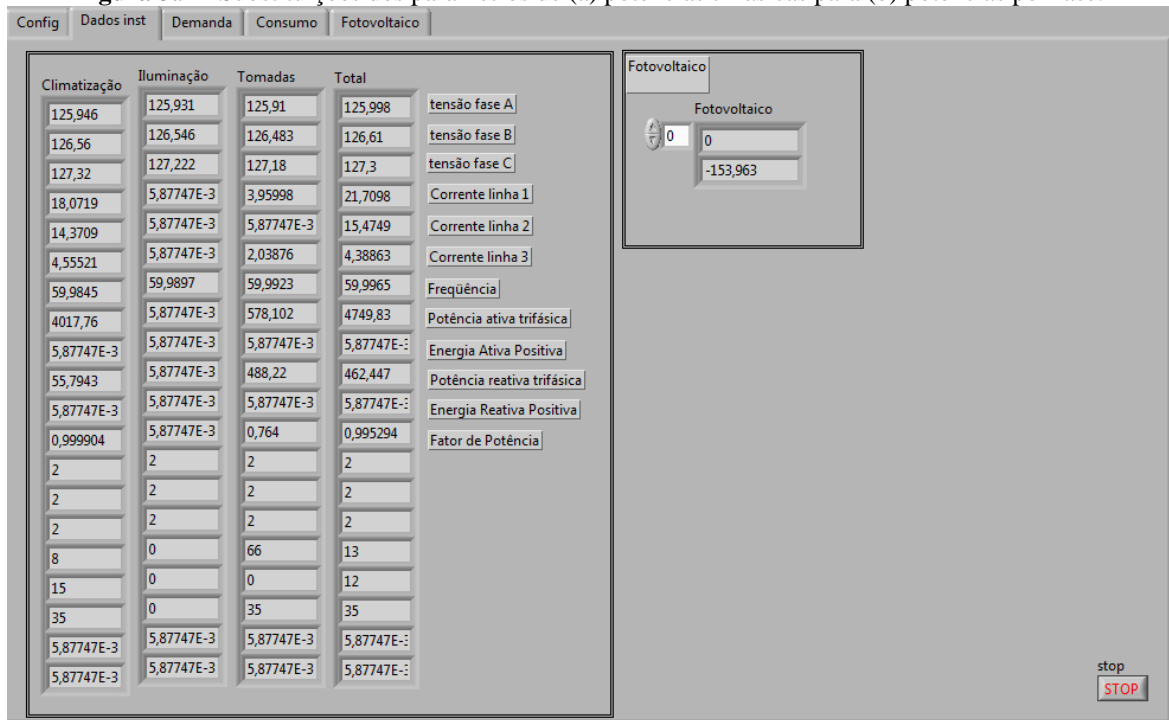 Config Dados inst Demanda Consumo Fotovoltaico
Climatização Iluminação Tomadas Total
125,946 125,931 125,91 125,998 tensão fase A
126,56 126,546 126,483 126,61 tensão fase B
127,32 127,222 127,18 127,3 tensão fase C
18,0719 5,87747E-3 3,95998 21,7098 Corrente linha 1
14,3709 5,87747E-3 5,87747E-3 15,4749 Corrente linha 2
4,55521 5,87747E-3 2,03876 4,38863 Corrente linha 3
59,9845 59,9897 59,9923 59,9965 Freqüência
4017,76 5,87747E-3 578,102 4749,83 Potência ativa trifásica
5,87747E-3 5,87747E-3 5,87747E-3 5,87747E- Energia Ativa Positiva
55,7943 5,87747E-3 488,22 462,447 Potência reativa trifásica
5,87747E-3 5,87747E-3 5,87747E-3 5,87747E- Energia Reativa Positiva
0,999904 5,87747E-3 0,764 0,995294 Fator de Potência
2 2 2 2
2 2 2 2
2 2 2 2
8 0 66 13
15 0 0 12
35 0 35 35
5,87747E-3 5,87747E-3 5,87747E-3 5,87747E-
5,87747E-3 5,87747E-3 5,87747E-3 5,87747E-
Fotovoltaico
Fotovoltaico
0 0
-153,963
stop
STOP